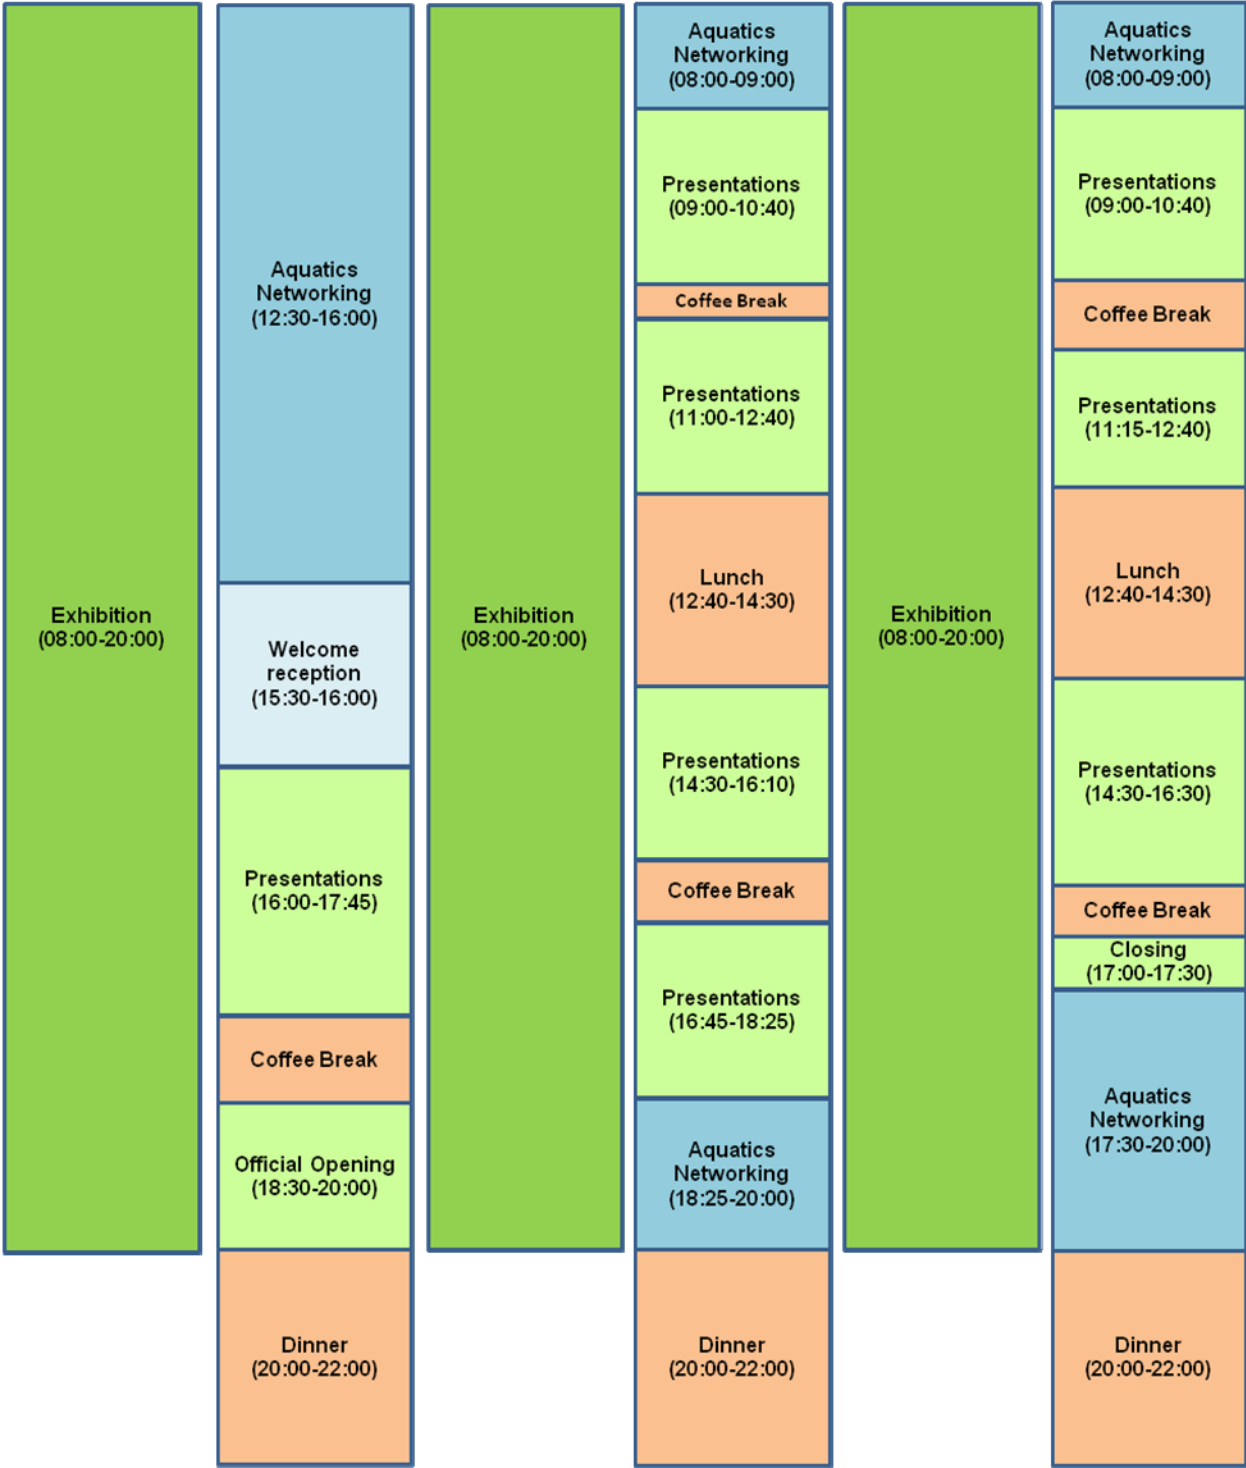 Exhibition
(08:00-20:00)
Aquatics
Networking
(12:30-16:00)
Welcome
reception
(15:30-16:00)
Presentations
(16:00-17:45)
Coffee Break
Official Opening
(18:30-20:00)
Dinner
(20:00-22:00)
Exhibition
(08:00-20:00)
Aquatics
Networking
(08:00-09:00)
Presentations
(09:00-10:40)
Coffee Break
Presentations
(11:00-12:40)
Lunch
(12:40-14:30)
Presentations
(14:30-16:10)
Coffee Break
Presentations
(16:45-18:25)
Aquatics
Networking
(18:25-20:00)
Dinner
(20:00-22:00)
Exhibition
(08:00-20:00)
Aquatics
Networking
(08:00-09:00)
Presentations
(09:00-10:40)
Coffee Break
Presentations
(11:15-12:40)
Lunch
(12:40-14:30)
Presentations
(14:30-16:30)
Coffee Break
Closing
(17:00-17:30)
Aquatics
Networking
(17:30-20:00)
Dinner
(20:00-22:00)